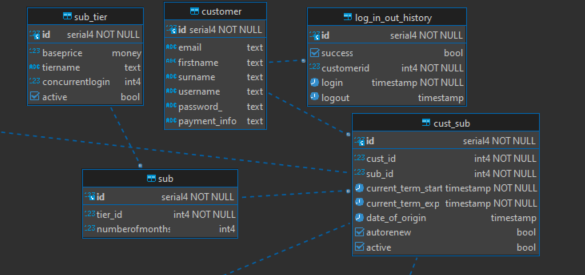 sub_tier
id serial4 NOT NULL
baseprice money
tiername text
concurrentlogin int4
active bool
customer
id serial4 NOT NULL
email text
firstname text
surname text
username text
password_ text
payment_info text
log_in_out_history
id serial4 NOT NULL
success bool
customerid int4 NOT NULL
login timestamp NOT NULL
logout timestamp
cust_sub
id serial4 NOT NULL
cust_id int4 NOT NULL
sub_id int4 NOT NULL
current_term_start timestamp NOT NULL
current_term_exp timestamp NOT NULL
date_of_origin timestamp
autorenew bool
active bool
sub
id serial4 NOT NULL
tier_id int4 NOT NULL
numberofmonths int4